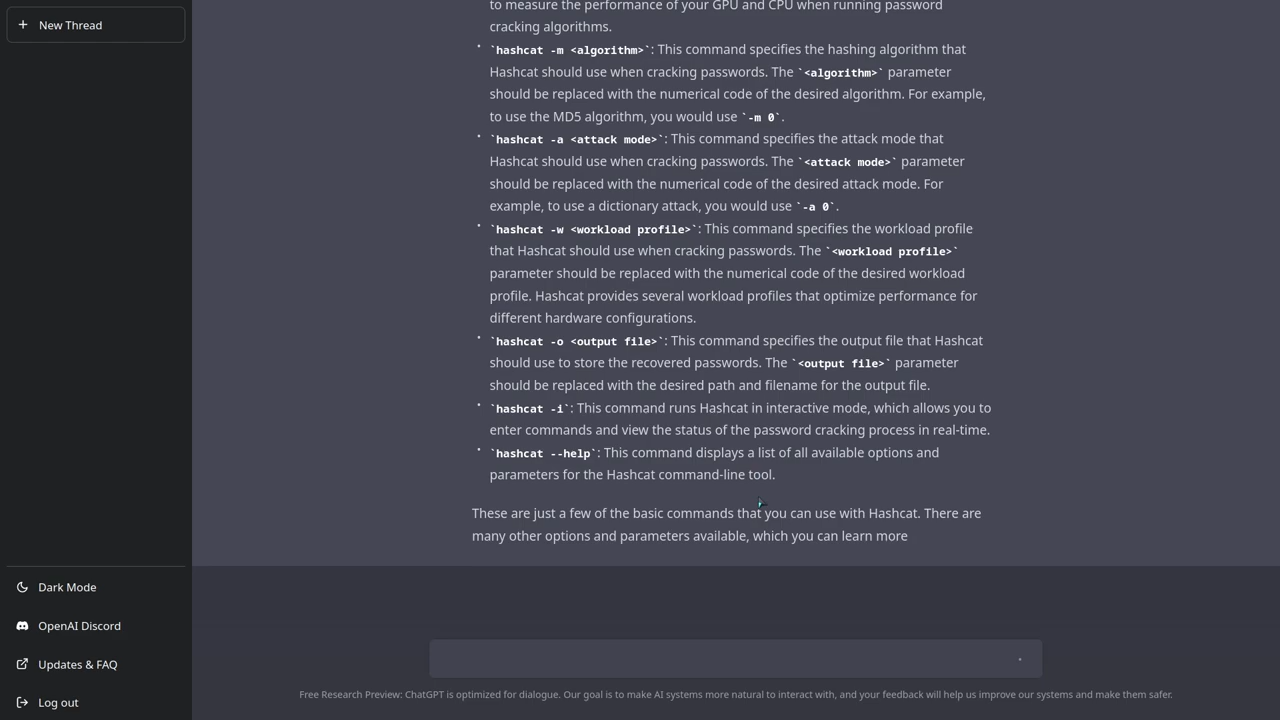 New Thread
to measure the performance of your GPU and CPU when running password
cracking algorithms.
• `hashcat -m <algorithm>`: This command specifies the hashing algorithm that
Hashcat should use when cracking passwords. The `<algorithm>` parameter
should be replaced with the numerical code of the desired algorithm. For example,
to use the MD5 algorithm, you would use `-m 0`.
• `hashcat -a <attack mode>`: This command specifies the attack mode that
Hashcat should use when cracking passwords. The `<attack mode>` parameter
should be replaced with the numerical code of the desired attack mode. For
example, to use a dictionary attack, you would use `-a 0`.
• `hashcat -w <workload profile>`: This command specifies the workload profile
that Hashcat should use when cracking passwords. The `<workload profile>`
parameter should be replaced with the numerical code of the desired workload
profile. Hashcat provides several workload profiles that optimize performance for
different hardware configurations.
• `hashcat -o <output file>`: This command specifies the output file that Hashcat
should use to store the recovered passwords. The `<output file>` parameter
should be replaced with the desired path and filename for the output file.
• `hashcat -i`: This command runs Hashcat in interactive mode, which allows you to
enter commands and view the status of the password cracking process in real-time.
• `hashcat --help`: This command displays a list of all available options and
parameters for the Hashcat command-line tool.
These are just a few of the basic commands that you can use with Hashcat. There are
many other options and parameters available, which you can learn more
Dark Mode
OpenAI Discord
Updates & FAQ
Log out
Free Research Preview: ChatGPT is optimized for dialogue. Our goal is to make AI systems more natural to interact with, and your feedback will help us improve our systems and make them safer.